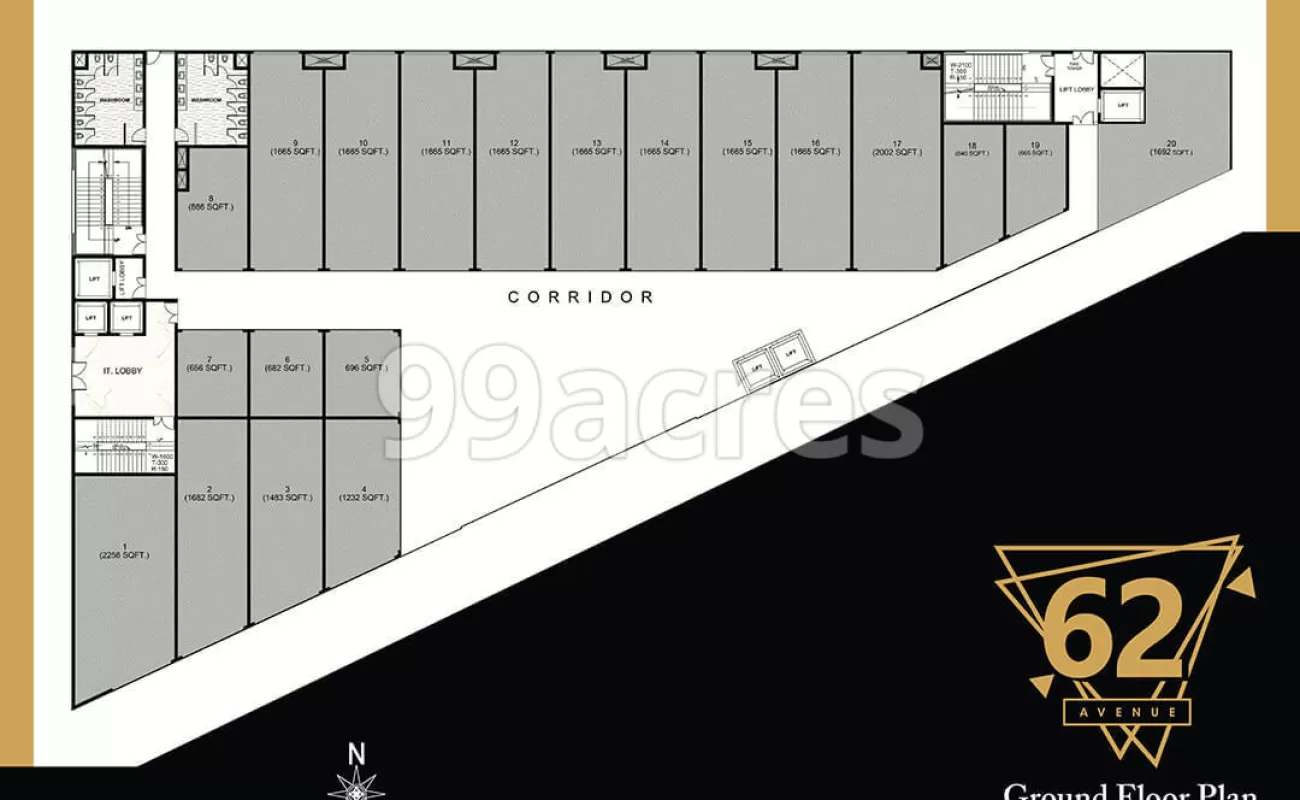 WASHROOM
WASHROOM
9
(1665 SQFT.)
10
(1665 SQFT.)
11
(1665 SQFT.)
12
(1665 SQFT.)
13
(1665 SQFT.)
14
(1665 SQFT.)
15
(1665 SQFT.)
16
(1665 SQFT.)
17
(2002 SQFT.)
W-2100
T-300
LIFT LOBBY
LIFT
18
(840 SQFT.)
19
(665 SQFT.)
20
(1692 SQFT.)
8
(886 SQFT.)
LIFT
LIFT LOBBY
LIFT
LIFT
CORRIDOR
IT. LOBBY
7
(656 SQFT.)
6
(682 SQFT.)
5
696 SQFT.)
LIFT
LIFT
99acres
W-1600
T-300
R-150
2
(1682 SQFT.)
3
(1483 SQFT.)
4
(1232 SQFT.)
1
(2258 SQFT.)
62
AVENUE
N
Ground Floor Plan